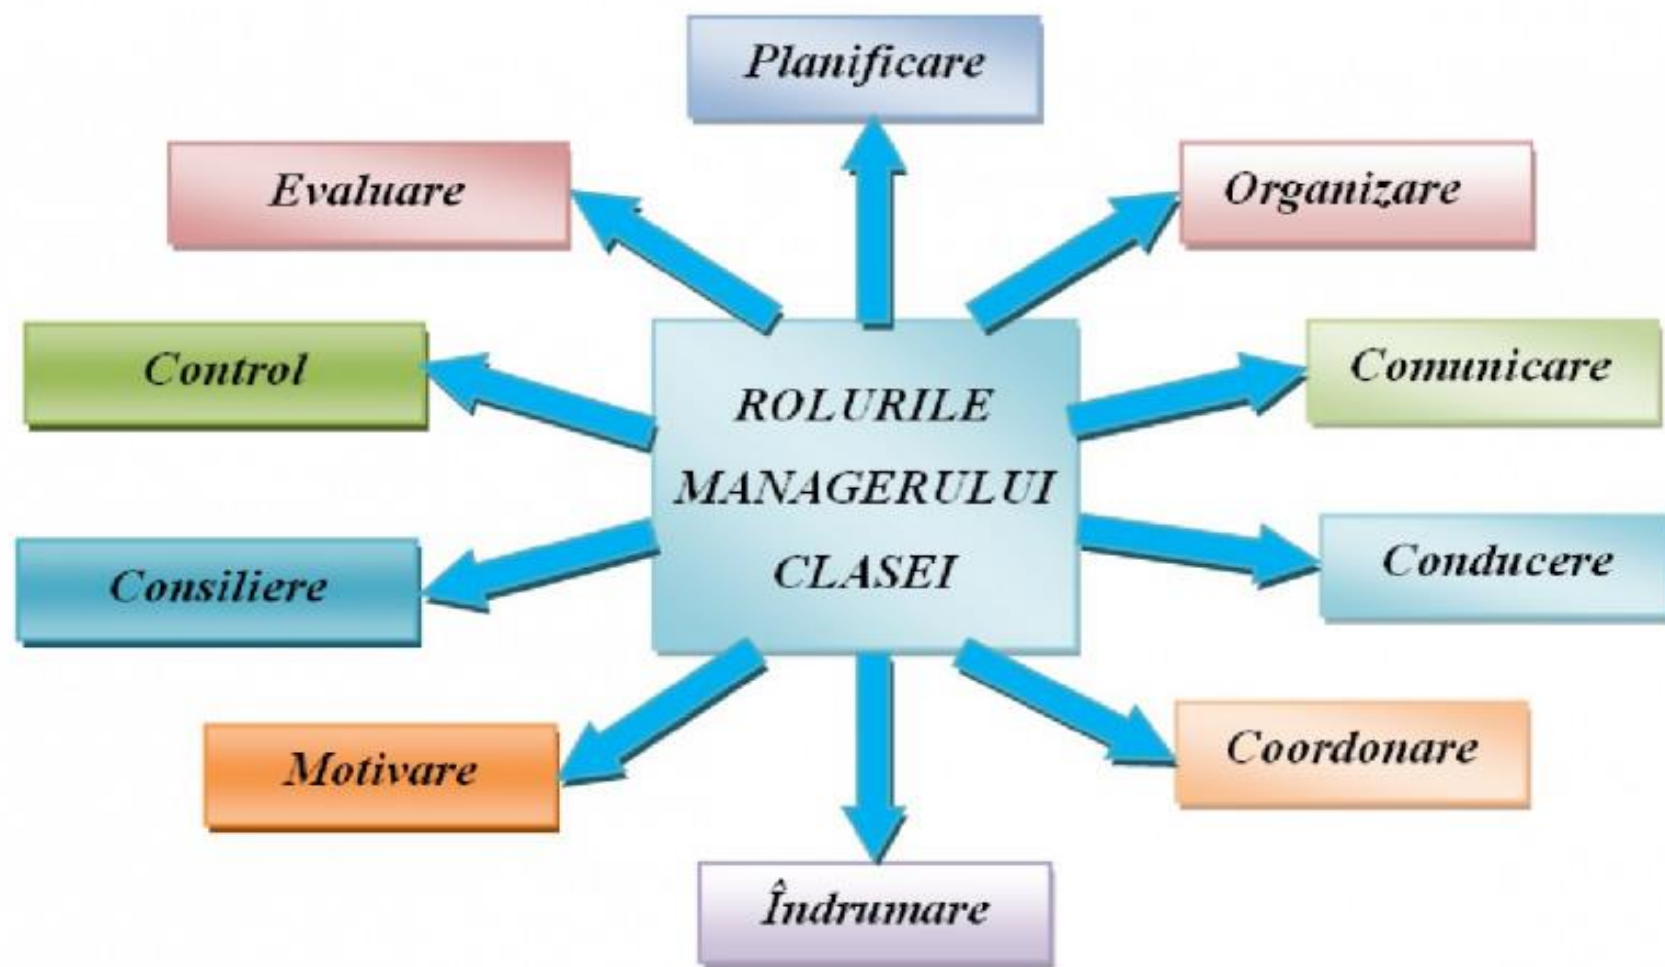 Planificare
Evaluare
Organizare
Control
Comunicare
ROLURILE
MANAGERULUI
CLASEI
Consiliere
Conducere
Motivare
Coordonare
Îndrumare